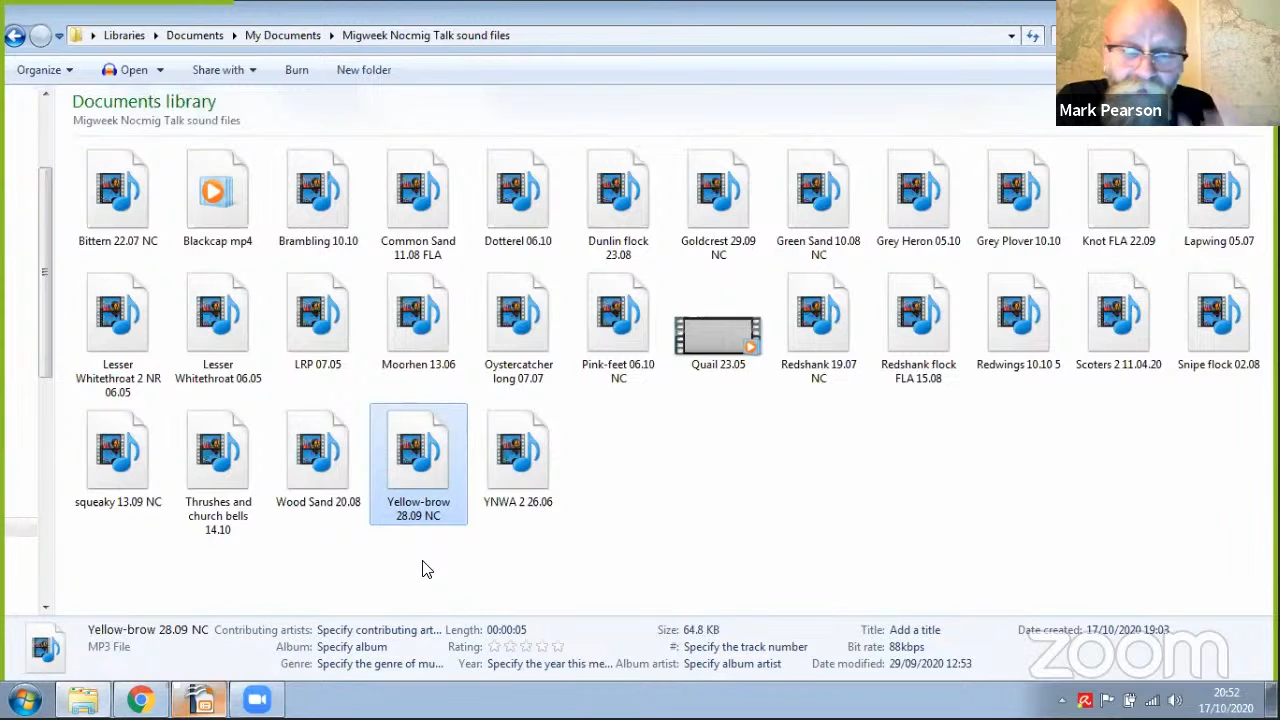 Libraries Documents My Documents Migweek Nocmig Talk sound files
Organize Open Share with Burn New folder
Mark Pearson
Documents library
Migweek Nocmig Talk sound files
Bittern 22.07 NC
Blackcap mp4
Brambling 10.10
Common Sand
11.08 FLA
Dotterel 06.10
Dunlin flock
23.08
Goldcrest 29.09
NC
Green Sand 10.08
NC
Grey Heron 05.10
Grey Plover 10.10
Knot FLA 22.09
Lapwing 05.07
Lesser
Whitethroat 2 NR
06.05
Lesser
Whitethroat 06.05
LRP 07.05
Moorhen 13.06
Oystercatcher
long 07.07
Pink-feet 06.10
NC
Quail 23.05
Redshank 19.07
NC
Redshank flock
FLA 15.08
Redwings 10.10 5
Scoters 2 11.04.20
Snipe flock 02.08
squeaky 13.09 NC
Thrushes and
church bells
14.10
Wood Sand 20.08
Yellow-brow
28.09 NC
YNWA 2 26.06
Yellow-brow 28.09 NC Contributing artists: Specify contributing art... Length: 00:00:05 Size: 64.8 KB Title: Add a title Date created: 17/10/2020 19:03
MP3 File Album: Specify album Rating: #: Specify the track number Bit rate: 88kbps
Genre: Specify the genre of mu... Year: Specify the year this me... Album artist: Specify album artist Date modified: 29/09/2020 12:53
zoom
20:52
17/10/2020